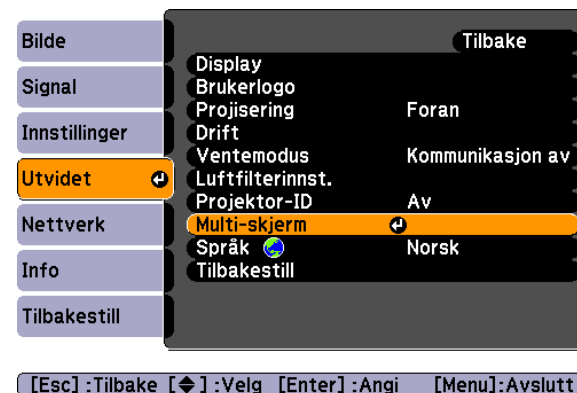 Bilde
Signal
Innstillinger
Utvidet
Nettverk
Info
Tilbakestill
Tilbake
Display
Brukerlogo
Projisering Foran
Drift
Ventemodus Kommunikasjon av
Luftfilterinnst.
Projektor-ID Av
Multi-skjerm
Språk Norsk
Tilbakestill
[Esc] :Tilbake [◆] :Velg [Enter] :Angi [Menu]:Avslutt